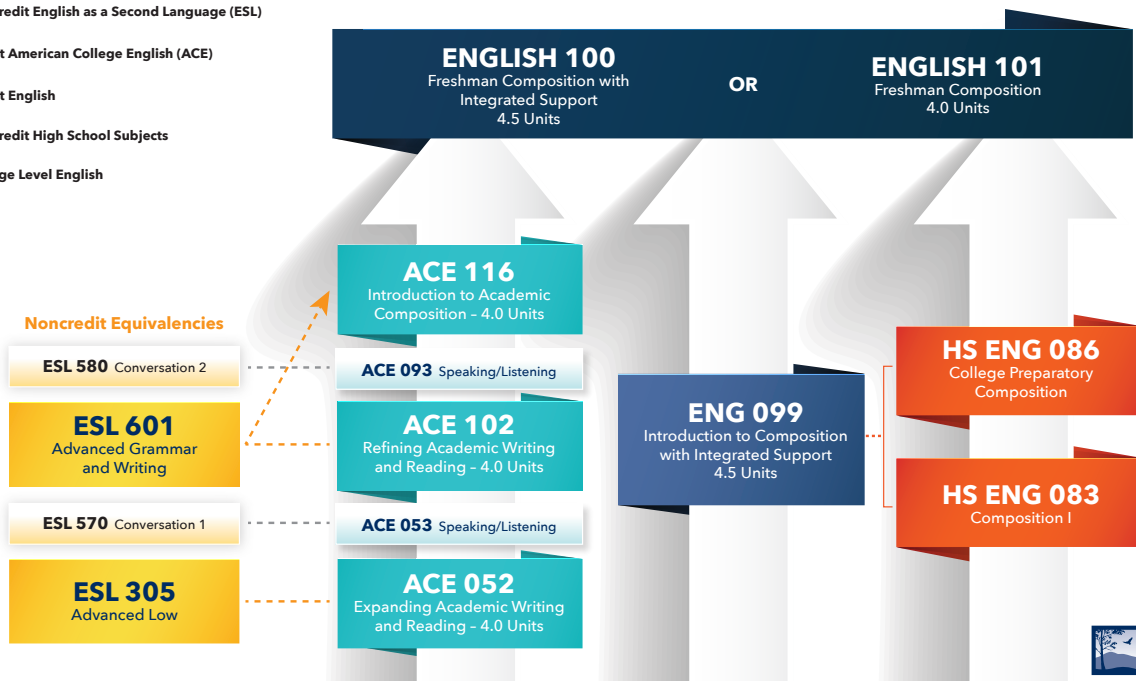 redit English as a Second Language (ESL)
t American College English (ACE)
t English
redit High School Subjects
ge Level English
ENGLISH 100
Freshman Composition with
Integrated Support
4.5 Units
OR
ENGLISH 101
Freshman Composition
4.0 Units
Noncredit Equivalencies
ESL 580 Conversation 2
ESL 601
Advanced Grammar
and Writing
ESL 570 Conversation 1
ESL 305
Advanced Low
ACE 116
Introduction to Academic
Composition – 4.0 Units
ACE 093 Speaking/Listening
ACE 102
Refining Academic Writing
and Reading – 4.0 Units
ACE 053 Speaking/Listening
ACE 052
Expanding Academic Writing
and Reading – 4.0 Units
ENG 099
Introduction to Composition
with Integrated Support
4.5 Units
HS ENG 086
College Preparatory
Composition
HS ENG 083
Composition I